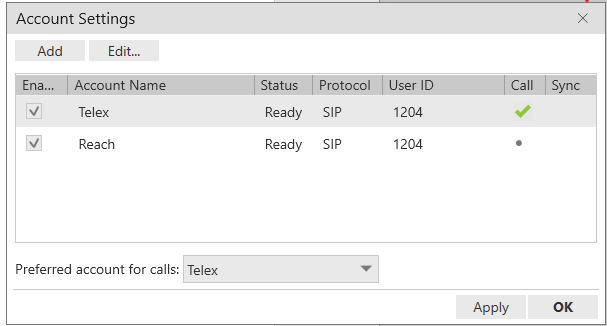 Account Settings
Add Edit...
Ena... Account Name Status Protocol User ID Call Sync
Telex Ready SIP 1204
Reach Ready SIP 1204
Preferred account for calls: Telex
Apply OK